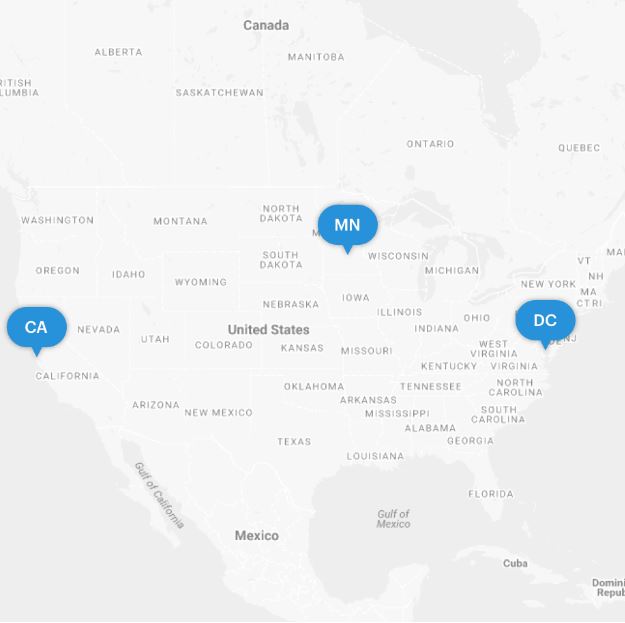 Canada
ALBERTA
MANITOBA
RITISH
LUMBIA
SASKATCHEWAN
ONTARIO
QUEBEC
WASHINGTON
MONTANA
NORTH
DAKOTA
MN
M
WISCONSIN
MICHIGAN
OREGON
IDAHO
SOUTH
DAKOTA
WYOMING
NEBRASKA
IOWA
ILLINOIS
INDIANA
OHIO
NEW YORK
VT
NH
MA
CT
RI
MAI
CA
NEVADA
UTAH
COLORADO
United States
KANSAS
MISSOURI
WEST
VIRGINIA
VIRGINIA
KENTUCKY
DC
DE
NJ
CALIFORNIA
ARIZONA
NEW MEXICO
OKLAHOMA
ARKANSAS
TENNESSEE
NORTH
CAROLINA
MISSISSIPPI
SOUTH
CAROLINA
ALABAMA
GEORGIA
TEXAS
LOUISIANA
FLORIDA
Gulf of California
Gulf of
Mexico
Mexico
Cuba
Domini
Repub